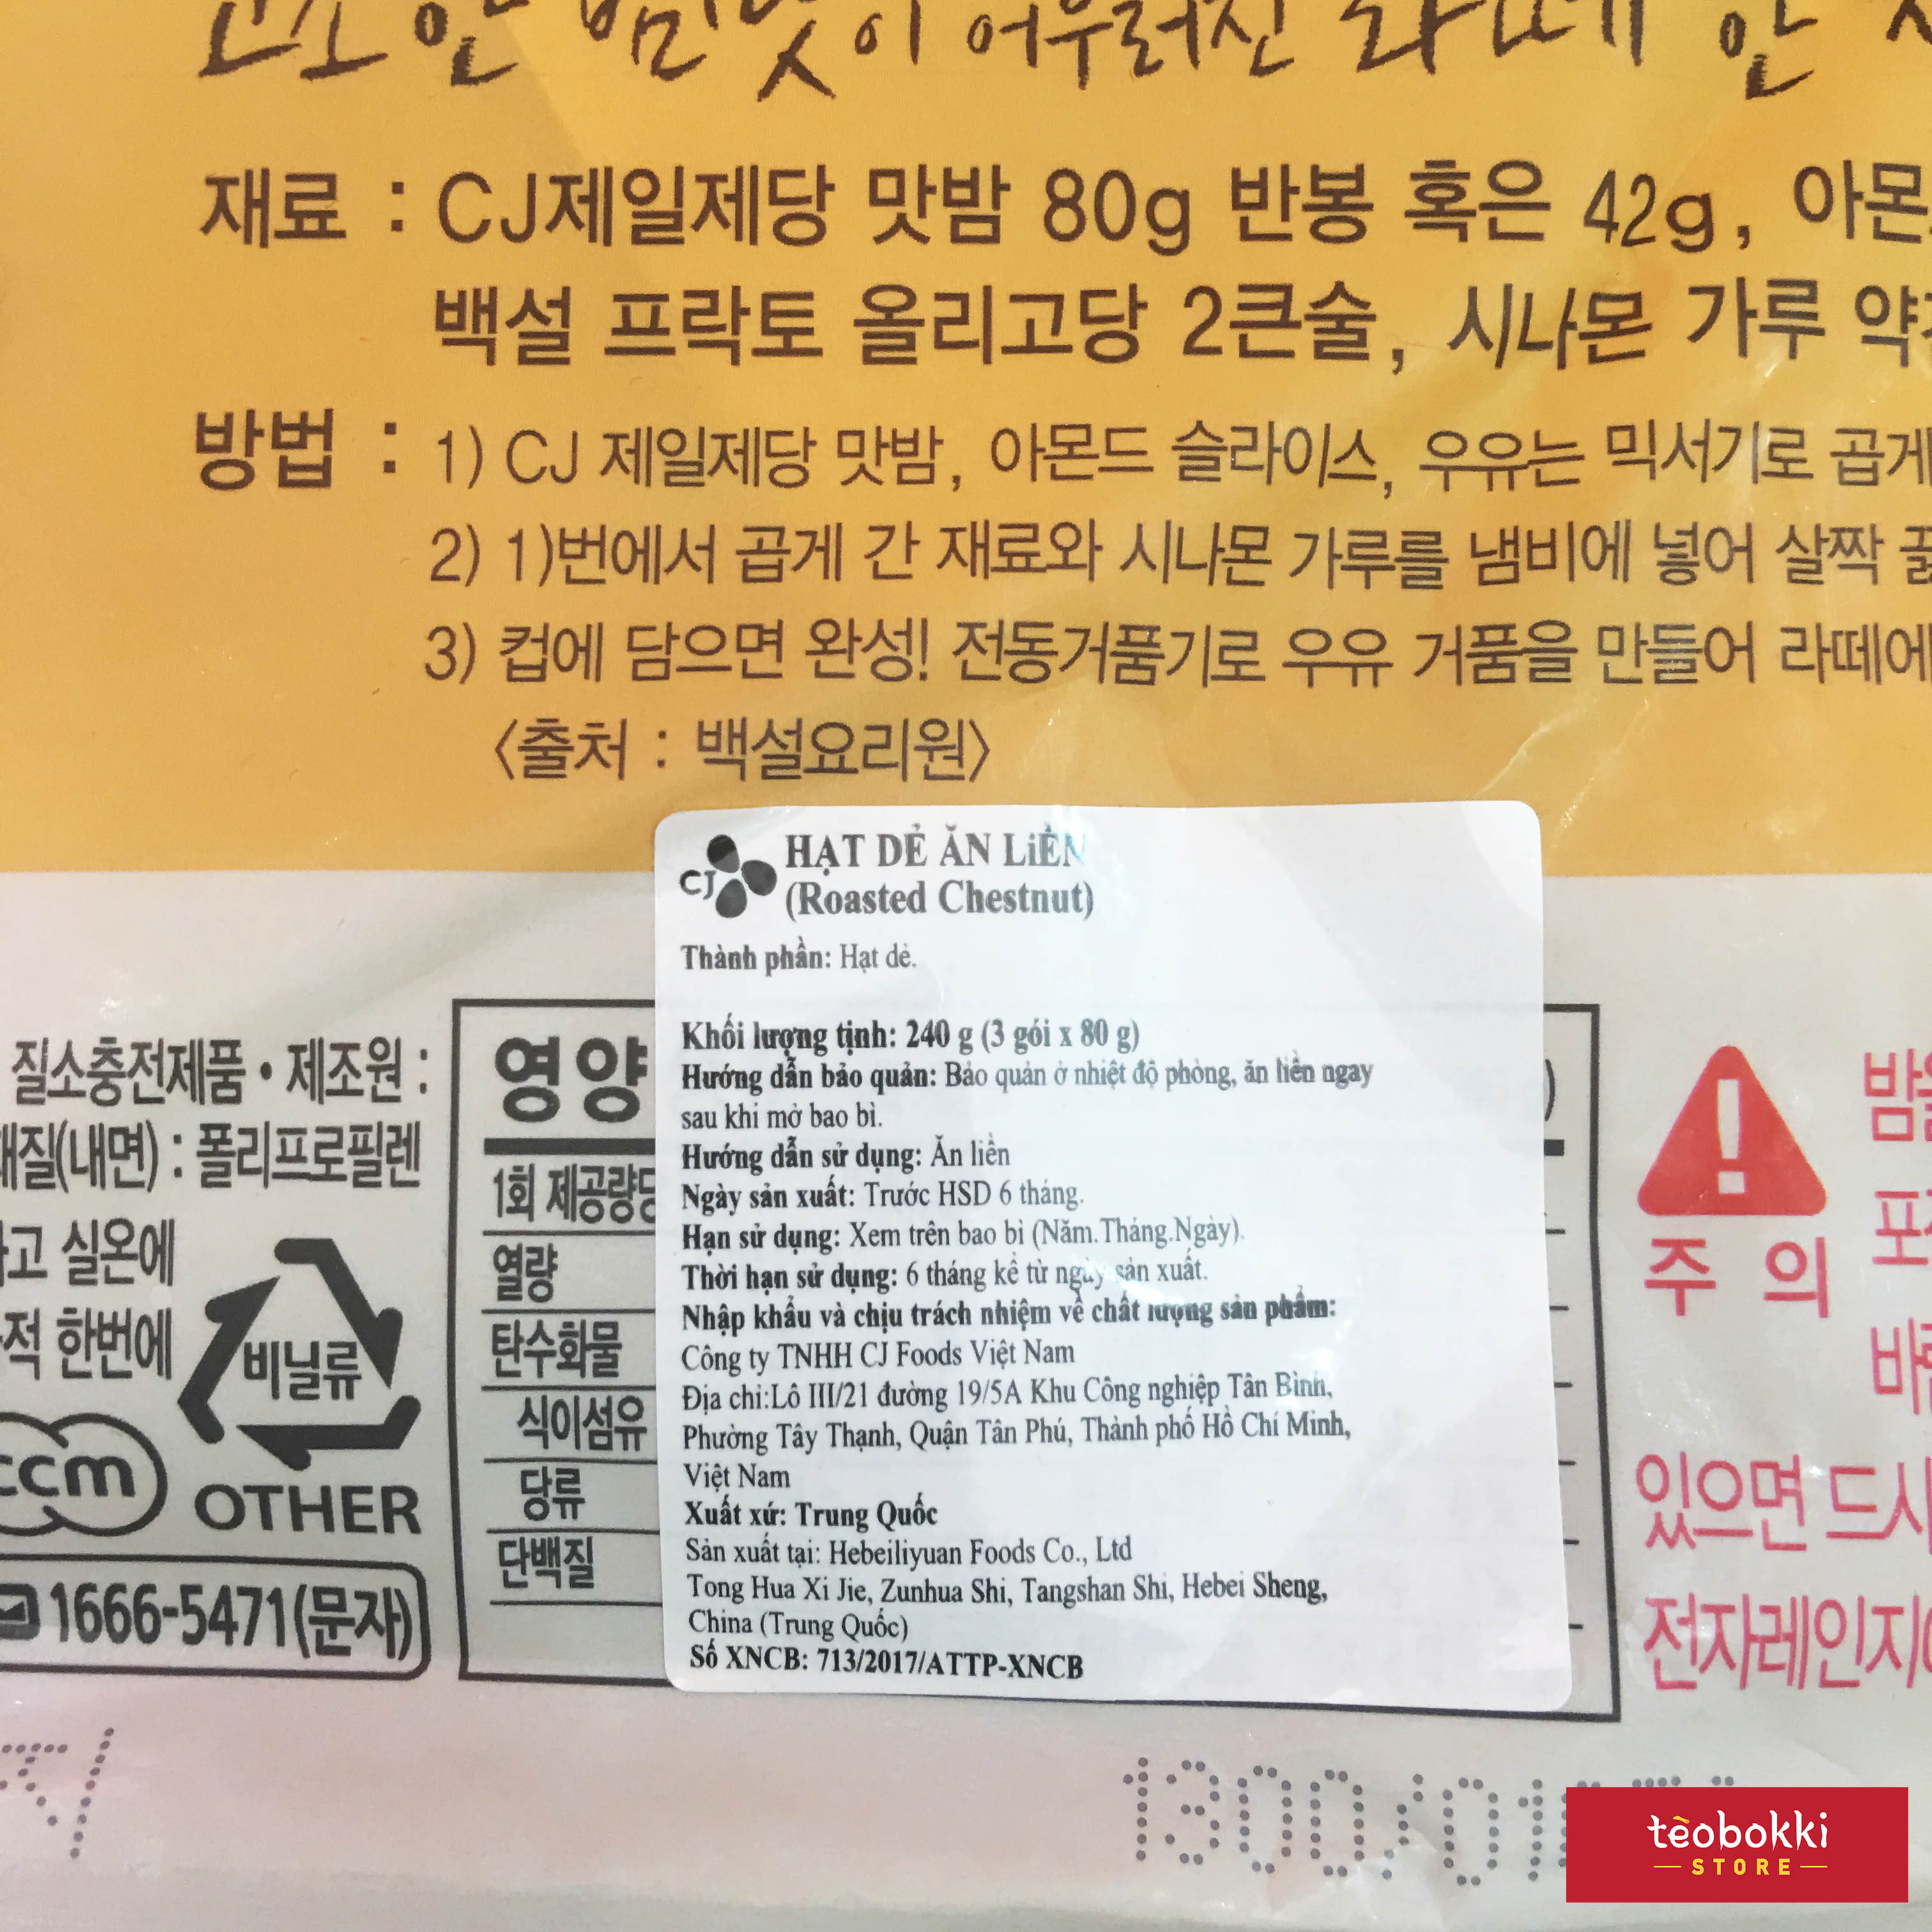 고소한 밤맛이 어우러진 라떼 한
재료 : CJ제일제당 맛밤 80g 반봉 혹은 42g, 아몬
백설 프락토 올리고당 2큰술, 시나몬 가루 약
방법 : 1) CJ 제일제당 맛밤, 아몬드 슬라이스, 우유는 믹서기로 곱게
2) 1)번에서 곱게 간 재료와 시나몬 가루를 냄비에 넣어 살짝
3) 컵에 담으면 완성! 전동거품기로 우유 거품을 만들어 라떼에
<출처 : 백설요리원>
CJ
HẠT DẺ ĂN LiỀN
(Roasted Chestnut)
Thành phần: Hạt dẻ.
Khối lượng tịnh: 240 g (3 gói x 80 g)
Hướng dẫn bảo quản: Bảo quản ở nhiệt độ phòng, ăn liền ngay
sau khi mở bao bì.
Hướng dẫn sử dụng: Ăn liền
Ngày sản xuất: Trước HSD 6 tháng.
Hạn sử dụng: Xem trên bao bì (Năm.Tháng.Ngày).
Thời hạn sử dụng: 6 tháng kể từ ngày sản xuất.
Nhập khẩu và chịu trách nhiệm về chất lượng sản phẩm:
Công ty TNHH CJ Foods Việt Nam
Địa chỉ:Lô III/21 đường 19/5A Khu Công nghiệp Tân Bình,
Phường Tây Thạnh, Quận Tân Phú, Thành phố Hồ Chí Minh,
Việt Nam
Xuất xứ: Trung Quốc
Sản xuất tại: Hebeiliyuan Foods Co., Ltd
Tong Hua Xi Jie, Zunhua Shi, Tangshan Shi, Hebei Sheng,
China (Trung Quốc)
Số XNCB: 713/2017/ATTP-XNCB
질소충전제품 • 제조원 :
재질(내면) : 폴리프로필렌
고 실온에
적 한번에
비닐류
OTHER
ccm
1666-5471(문자)
영양
1회 제공량당
열량
탄수화물
식이섬유
당류
단백질
주 의
있으면 드시
전자레인지에
tèobokki
STORE